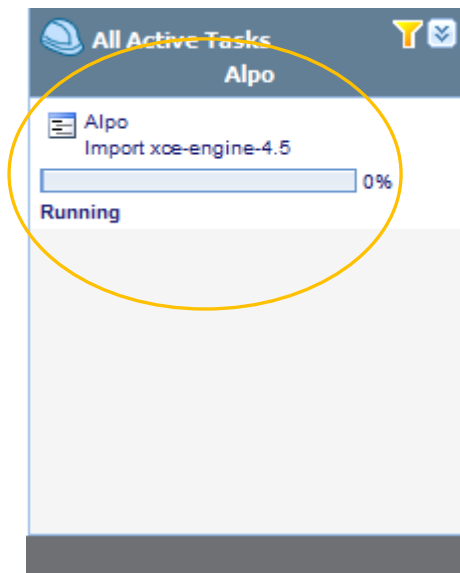 All Active Tasks
Alpo
Alpo
Import xce-engine-4.5
0%
Running